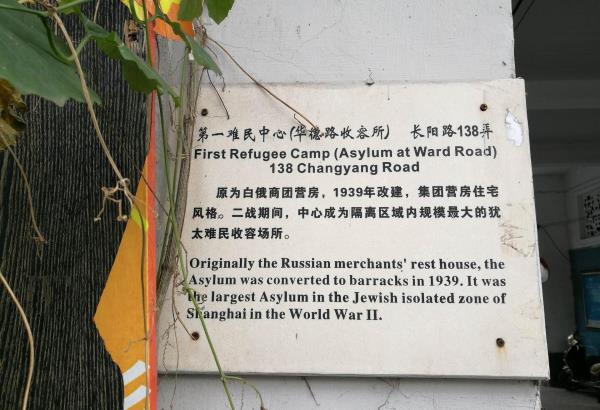 第一难民中心(华德路收容所) 长阳路138弄
First Refugee Camp (Asylum at Ward Road)
138 Changyang Road
原为白俄商团营房，1939年改建，集团营房住宅
风格。二战期间，中心成为隔离区域内规模最大的犹
太难民收容场所。
Originally the Russian merchants' rest house, the
Asylum was converted to barracks in 1939. It was
the largest Asylum in the Jewish isolated zone of
Shanghai in the World War II.